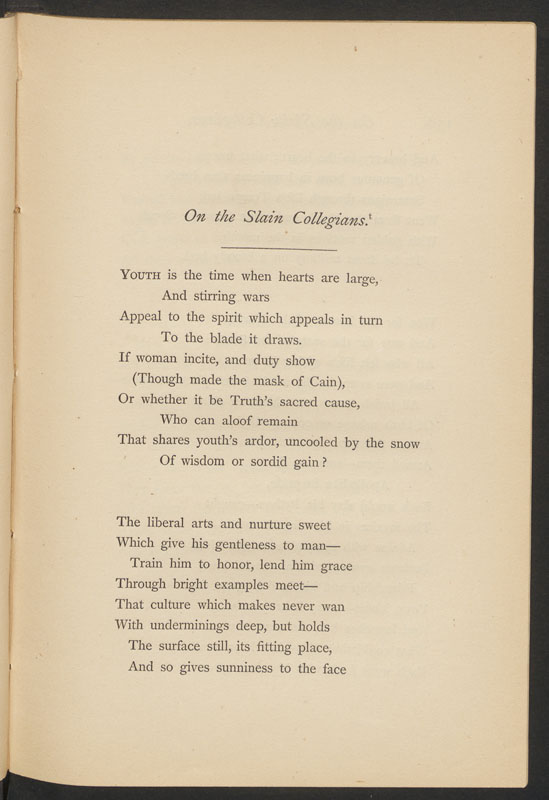 On the Slain Collegians.t
YOUTH is the time when hearts are large,
And stirring wars
Appeal to the spirit which appeals in turn
To the blade it draws.
If woman incite, and duty show
(Though made the mask of Cain),
Or whether it be Truth's sacred cause,
Who can aloof remain
That shares youth's ardor, uncooled by the snow
Of wisdom or sordid gain?
The liberal arts and nurture sweet
Which give his gentleness to man—
Train him to honor, lend him grace
Through bright examples meet—
That culture which makes never wan
With underminings deep, but holds
The surface still, its fitting place,
And so gives sunniness to the face